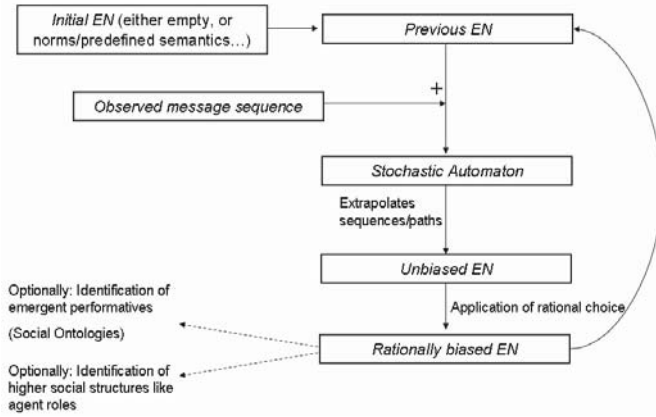 Initial EN (either empty, or
norms/predefined semantics…)
Previous EN
+
Observed message sequence
Stochastic Automaton
Extrapolates
sequences/paths
Unbiased EN
Optionally: Identification of
emergent performatives
(Social Ontologies)
Application of rational choice
Rationally biased EN
Optionally: Identification of
higher social structures like
agent roles